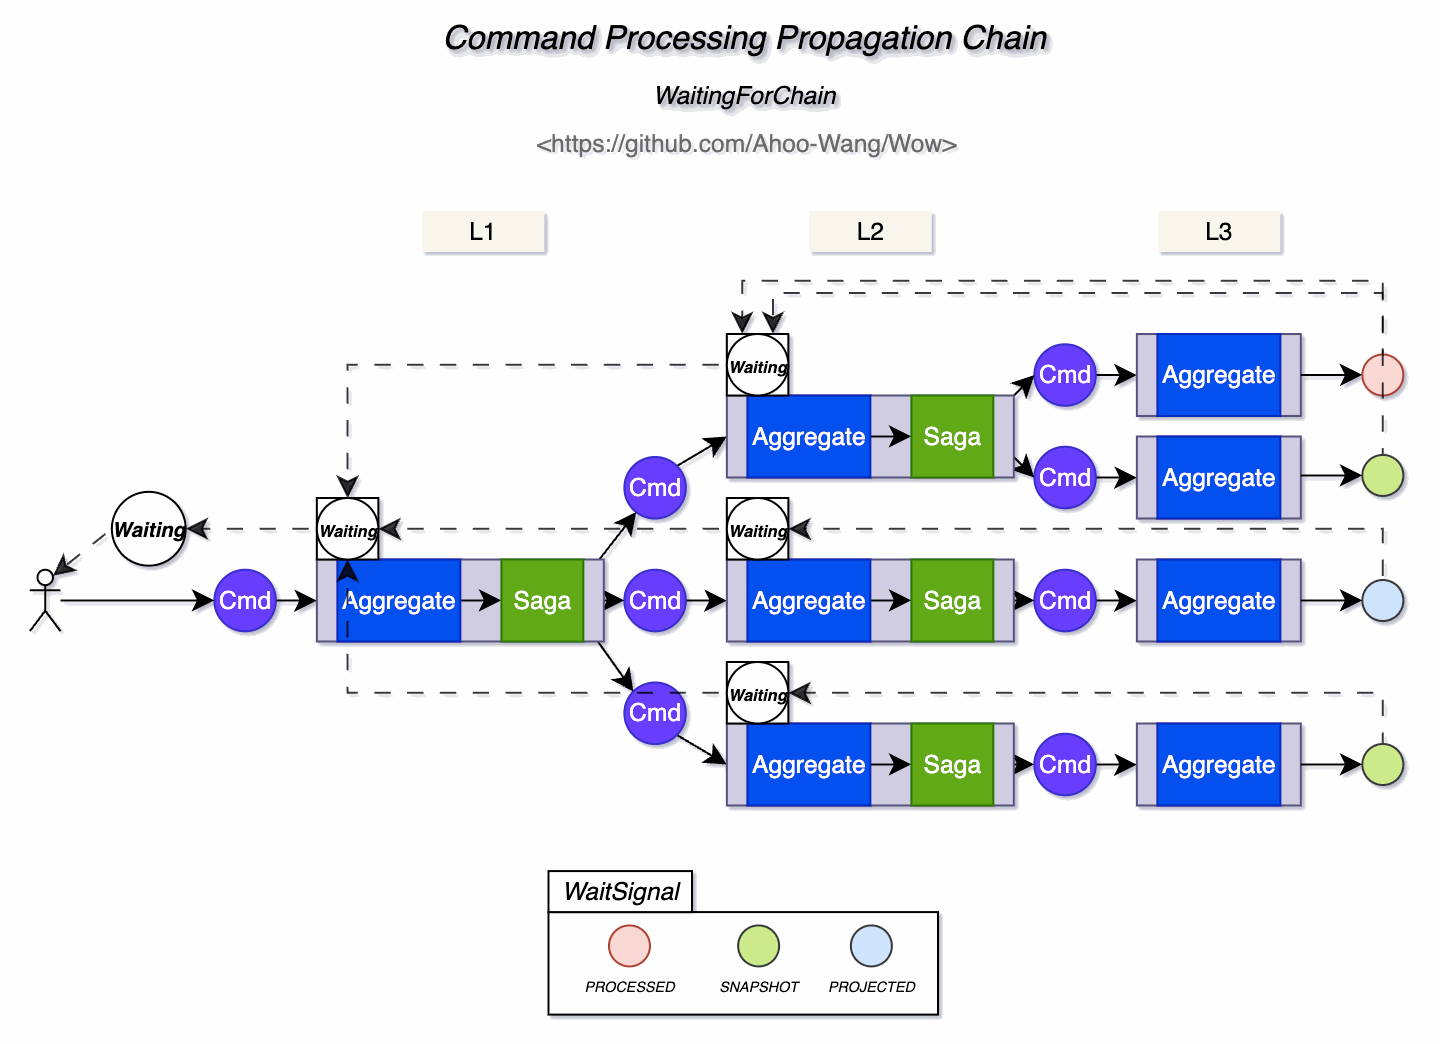 Command Processing Propagation Chain
WaitingForChain
<https://github.com/Ahoo-Wang/Wow>
L1
L2
L3
Waiting
Cmd
Aggregate
Aggregate
Saga
Cmd
Cmd
Aggregate
Waiting
Waiting
Waiting
Cmd
Aggregate
Saga
Cmd
Aggregate
Saga
Cmd
Aggregate
Waiting
Cmd
Aggregate
Saga
Cmd
Aggregate
WaitSignal
PROCESSED
SNAPSHOT
PROJECTED